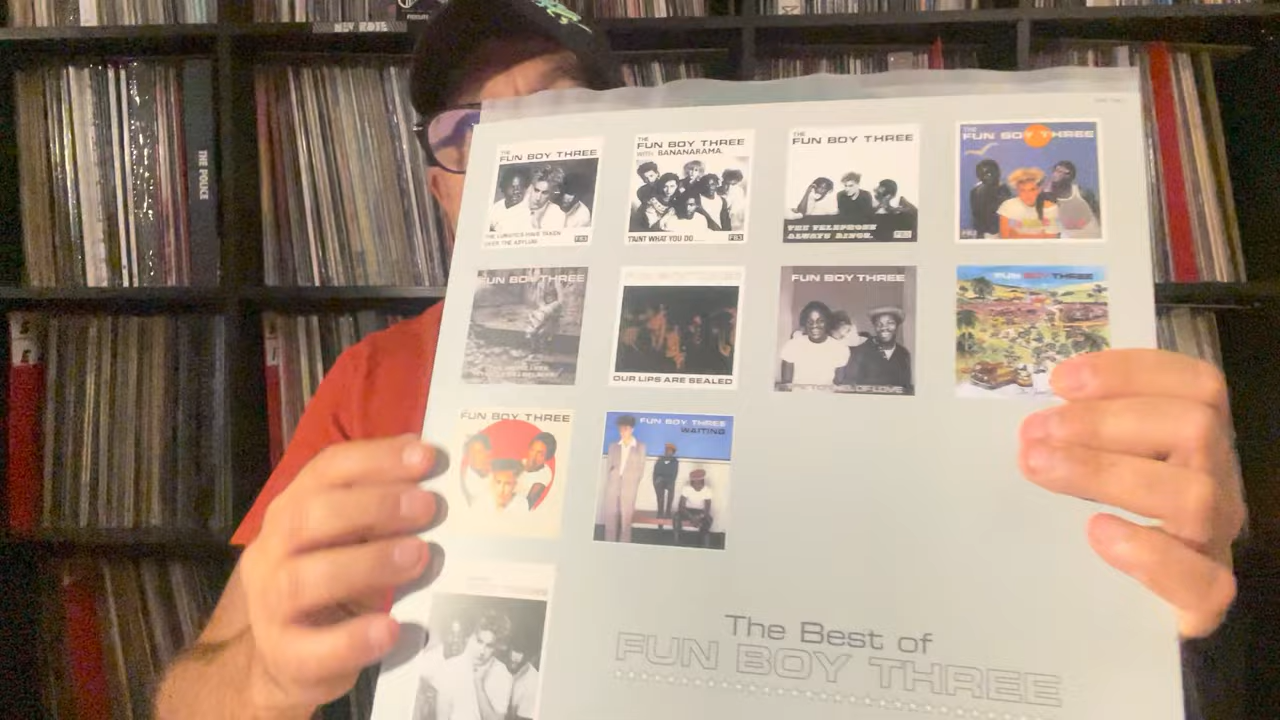 THE POLICE
THE
FUN BOY THREE
THE LUNATICS HAVE TAKEN
OVER THE ASYLUM
FB3
THE
FUN BOY THREE
WITH BANANARAMA.
T'AINT WHAT YOU DO.....
FB3
THE
FUN BOY THREE
THE TELEPHONE
ALWAYS RINGS.
FB3
THE
FUN BOY THREE
FB3
FUN BOY THREE
OUR LIPS ARE SEALED
FUN BOY THREE
OF LOVE
FUN BOY THREE
FUN BOY THREE
FUN BOY THREE
WAITING
The Best of
FUN BOY THREE